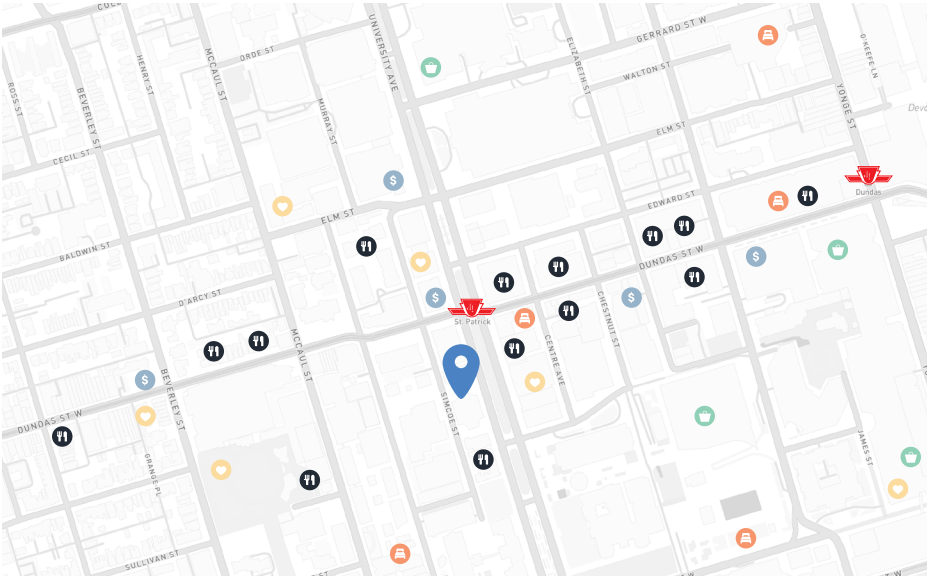 COLL
UNIVERSITY AVE
GERRARD ST W
O'KEEFE LN
ELIZABETH ST
ORDE ST
MCCAUL ST
HENRY ST
WALTON ST
ROSS ST
BEVERLEY ST
MURRAY ST
YONGE ST
Devo
ELM ST
CECIL ST
Dundas
EDWARD ST
ELM ST
BALDWIN ST
DUNDAS ST W
D'ARCY ST
CHESTNUT ST
St. Patrick
MCCAUL ST
CENTRE AVE
BEVERLEY ST
SIMCOE ST
DUNDAS ST W
JAMES ST
GRANGE PL
SULLIVAN ST
ST
W